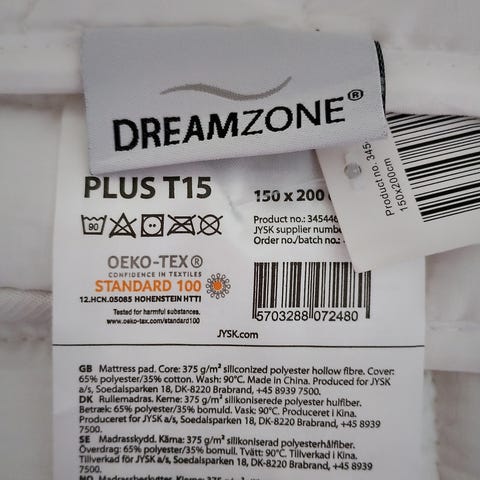 DREAMZONE®
PLUS T15
150 x 200
90
Product no.: 345446
JYSK supplier
Order no./batch no.:
OEKO-TEX®
CONFIDENCE IN TEXTILES
STANDARD 100
12.HCN.05085 HOHENSTEIN HTTI
Tested for harmful substances.
www.oeko-tex.com/standard100
5703288072480
JYSK.com
Product no. 345
150x200cm
GB Mattress pad. Core: 375 g/m² siliconized polyester hollow fibre. Cover:
65% polyester/35% cotton. Wash: 90°C. Made in China. Produced for JYSK
a/s, Soedalsparken 18, DK-8220 Brabrand, +45 8939 7500.
DK Rullemadras. Kerne: 375 g/m² silikoniserede polyester hulfiber.
Betræk: 65% polyester/35% bomuld. Vask: 90°C. Produceret i Kina.
Produceret for JYSK a/s, Soedalsparken 18, DK-8220 Brabrand, +45 8939
7500.
SE Madrasskydd. Kärna: 375 g/m² silikoniserad polyesterhålfiber.
Överdrag: 65% polyester/35% bomull. Tvätt: 90°C. Tillverkad i Kina.
Tillverkad för JYSK a/s, Soedalsparken 18, DK-8220 Brabrand, +45 8939
7500.